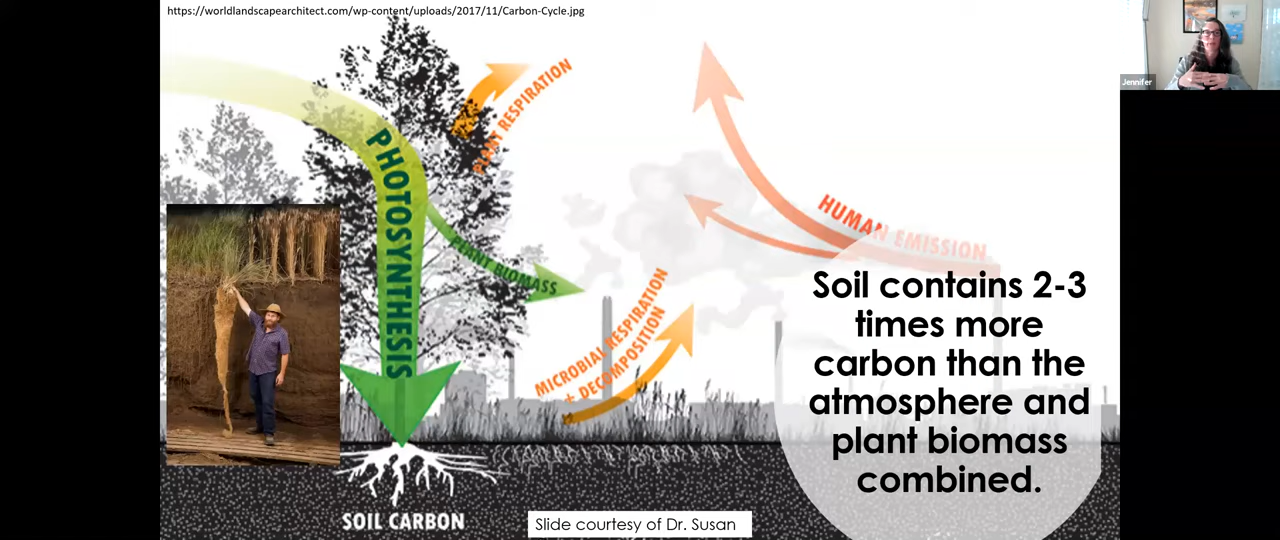 https://worldlandscapearchitect.com/wp-content/uploads/2017/11/Carbon-Cycle.jpg
Jennifer
PLANT RESPIRATION
PHOTOSYNTHESIS
HUMAN EMISSION
PLANT BIOMASS
MICROBIAL RESPIRATION
+ DECOMPOSITION
Soil contains 2-3
times more
carbon than the
atmosphere and
plant biomass
combined.
SOIL CARBON
Slide courtesy of Dr. Susan